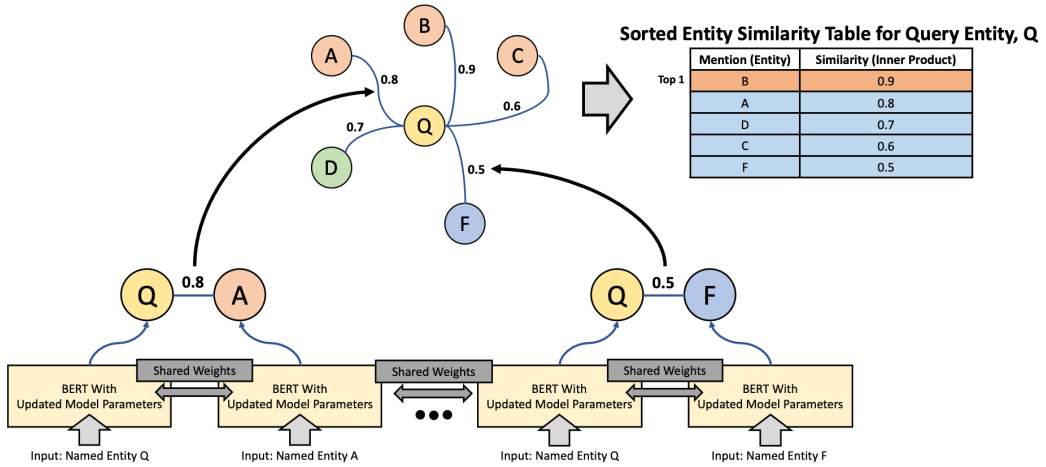 B
A
C
0.8
0.9
0.6
0.7
Q
D
0.5
F
Sorted Entity Similarity Table for Query Entity, Q
Mention (Entity) Similarity (Inner Product)
Top 1 B 0.9
A 0.8
D 0.7
C 0.6
F 0.5
Q 0.8 A
Q 0.5 F
Shared Weights
Shared Weights
Shared Weights
BERT With
Updated Model Parameters
BERT With
Updated Model Parameters
BERT With
Updated Model Parameters
BERT With
Updated Model Parameters
Input: Named Entity Q
Input: Named Entity A
Input: Named Entity Q
Input: Named Entity F